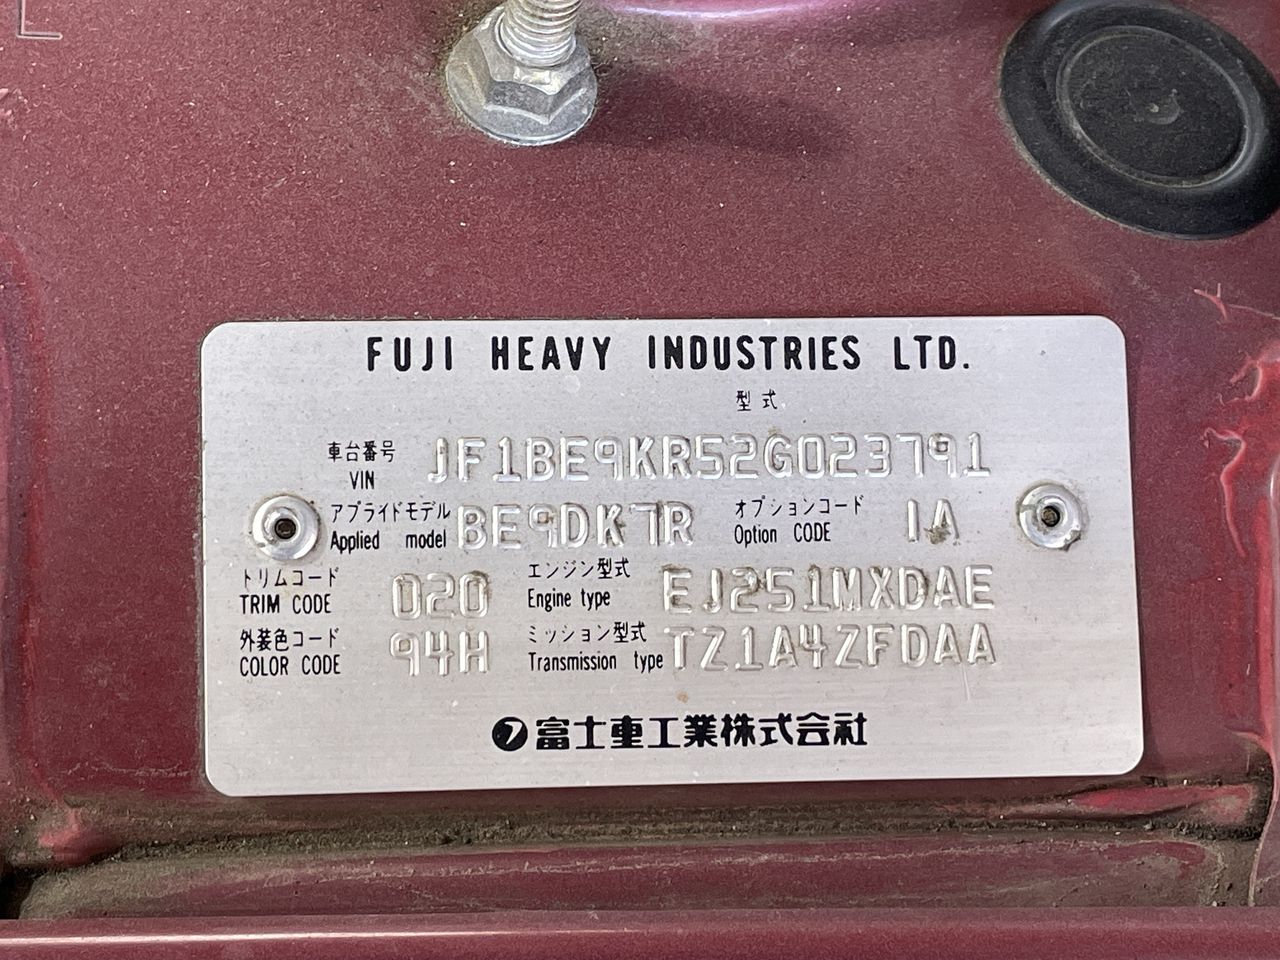 FUJI HEAVY INDUSTRIES LTD.
型式
車台番号 VIN JF1BE9KR52G023791
アプライドモデル Applied model BE9DK7R オプションコード Option CODE IA
トリムコード TRIM CODE 020 エンジン型式 Engine type EJ251MXDAE
外装色コード COLOR CODE 94H ミッション型式 Transmission type TZ1A4ZFDAA
富士重工業株式会社